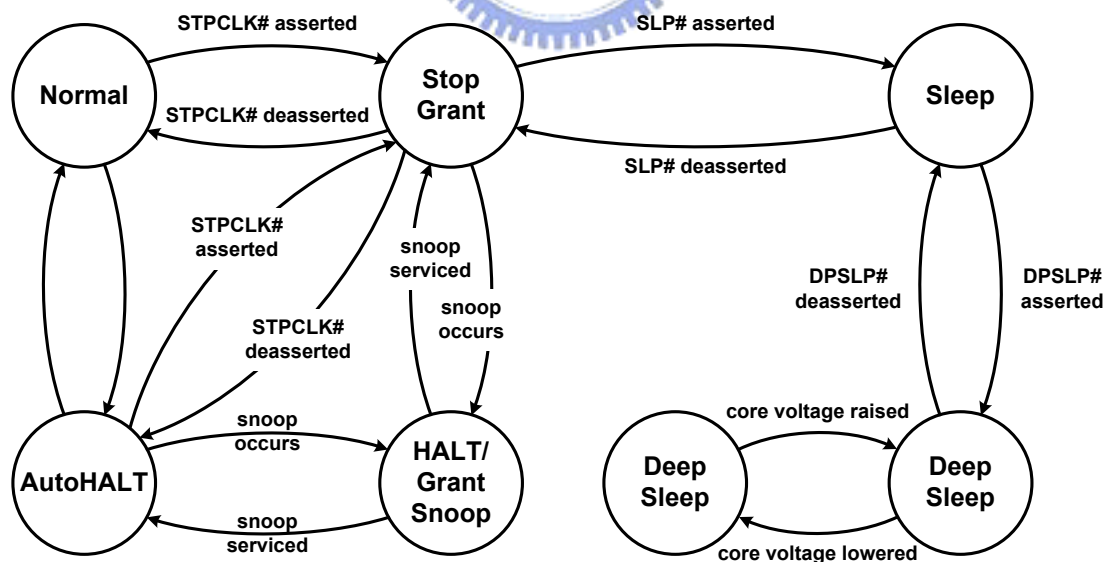 STPCLK# asserted
SLP# asserted
Normal
Stop
Grant
Sleep
STPCLK# deasserted
SLP# deasserted
STPCLK#
asserted
snoop
serviced
DPSLP#
deasserted
DPSLP#
asserted
snoop
occurs
STPCLK#
deasserted
snoop
occurs
core voltage raised
AutoHALT
HALT/
Grant
Snoop
Deep
Sleep
Deep
Sleep
snoop
serviced
core voltage lowered